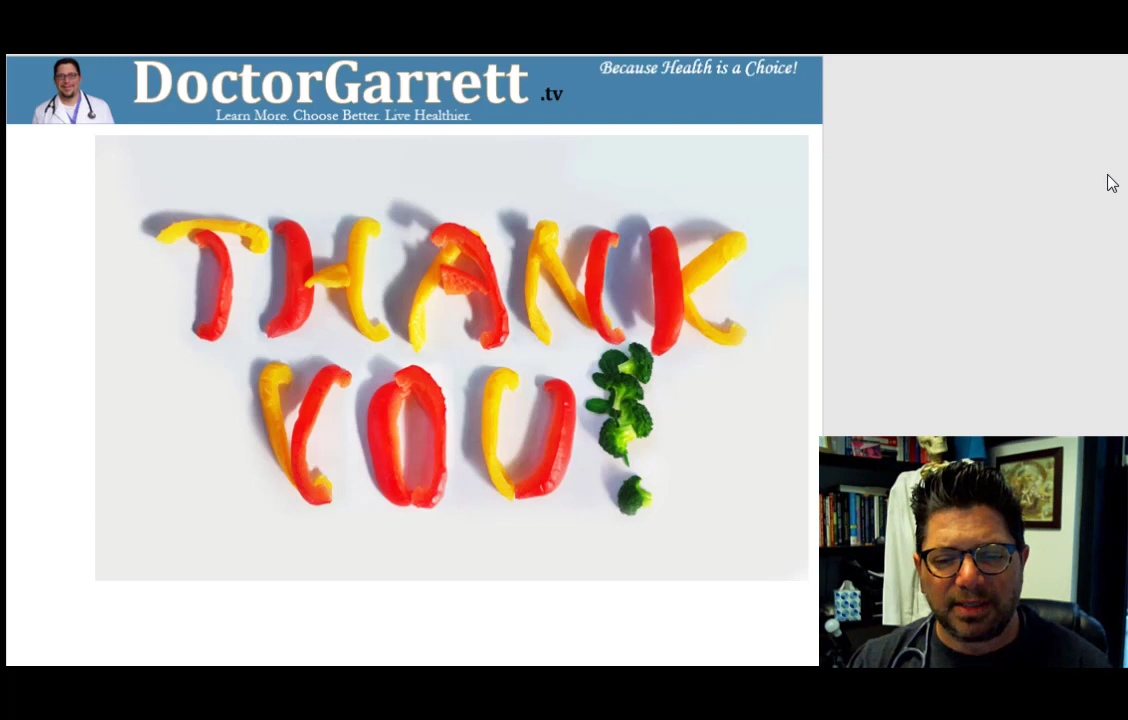 DoctorGarrett .tv
Because Health is a Choice!
Learn More. Choose Better. Live Healthier.
THANK
YOU!